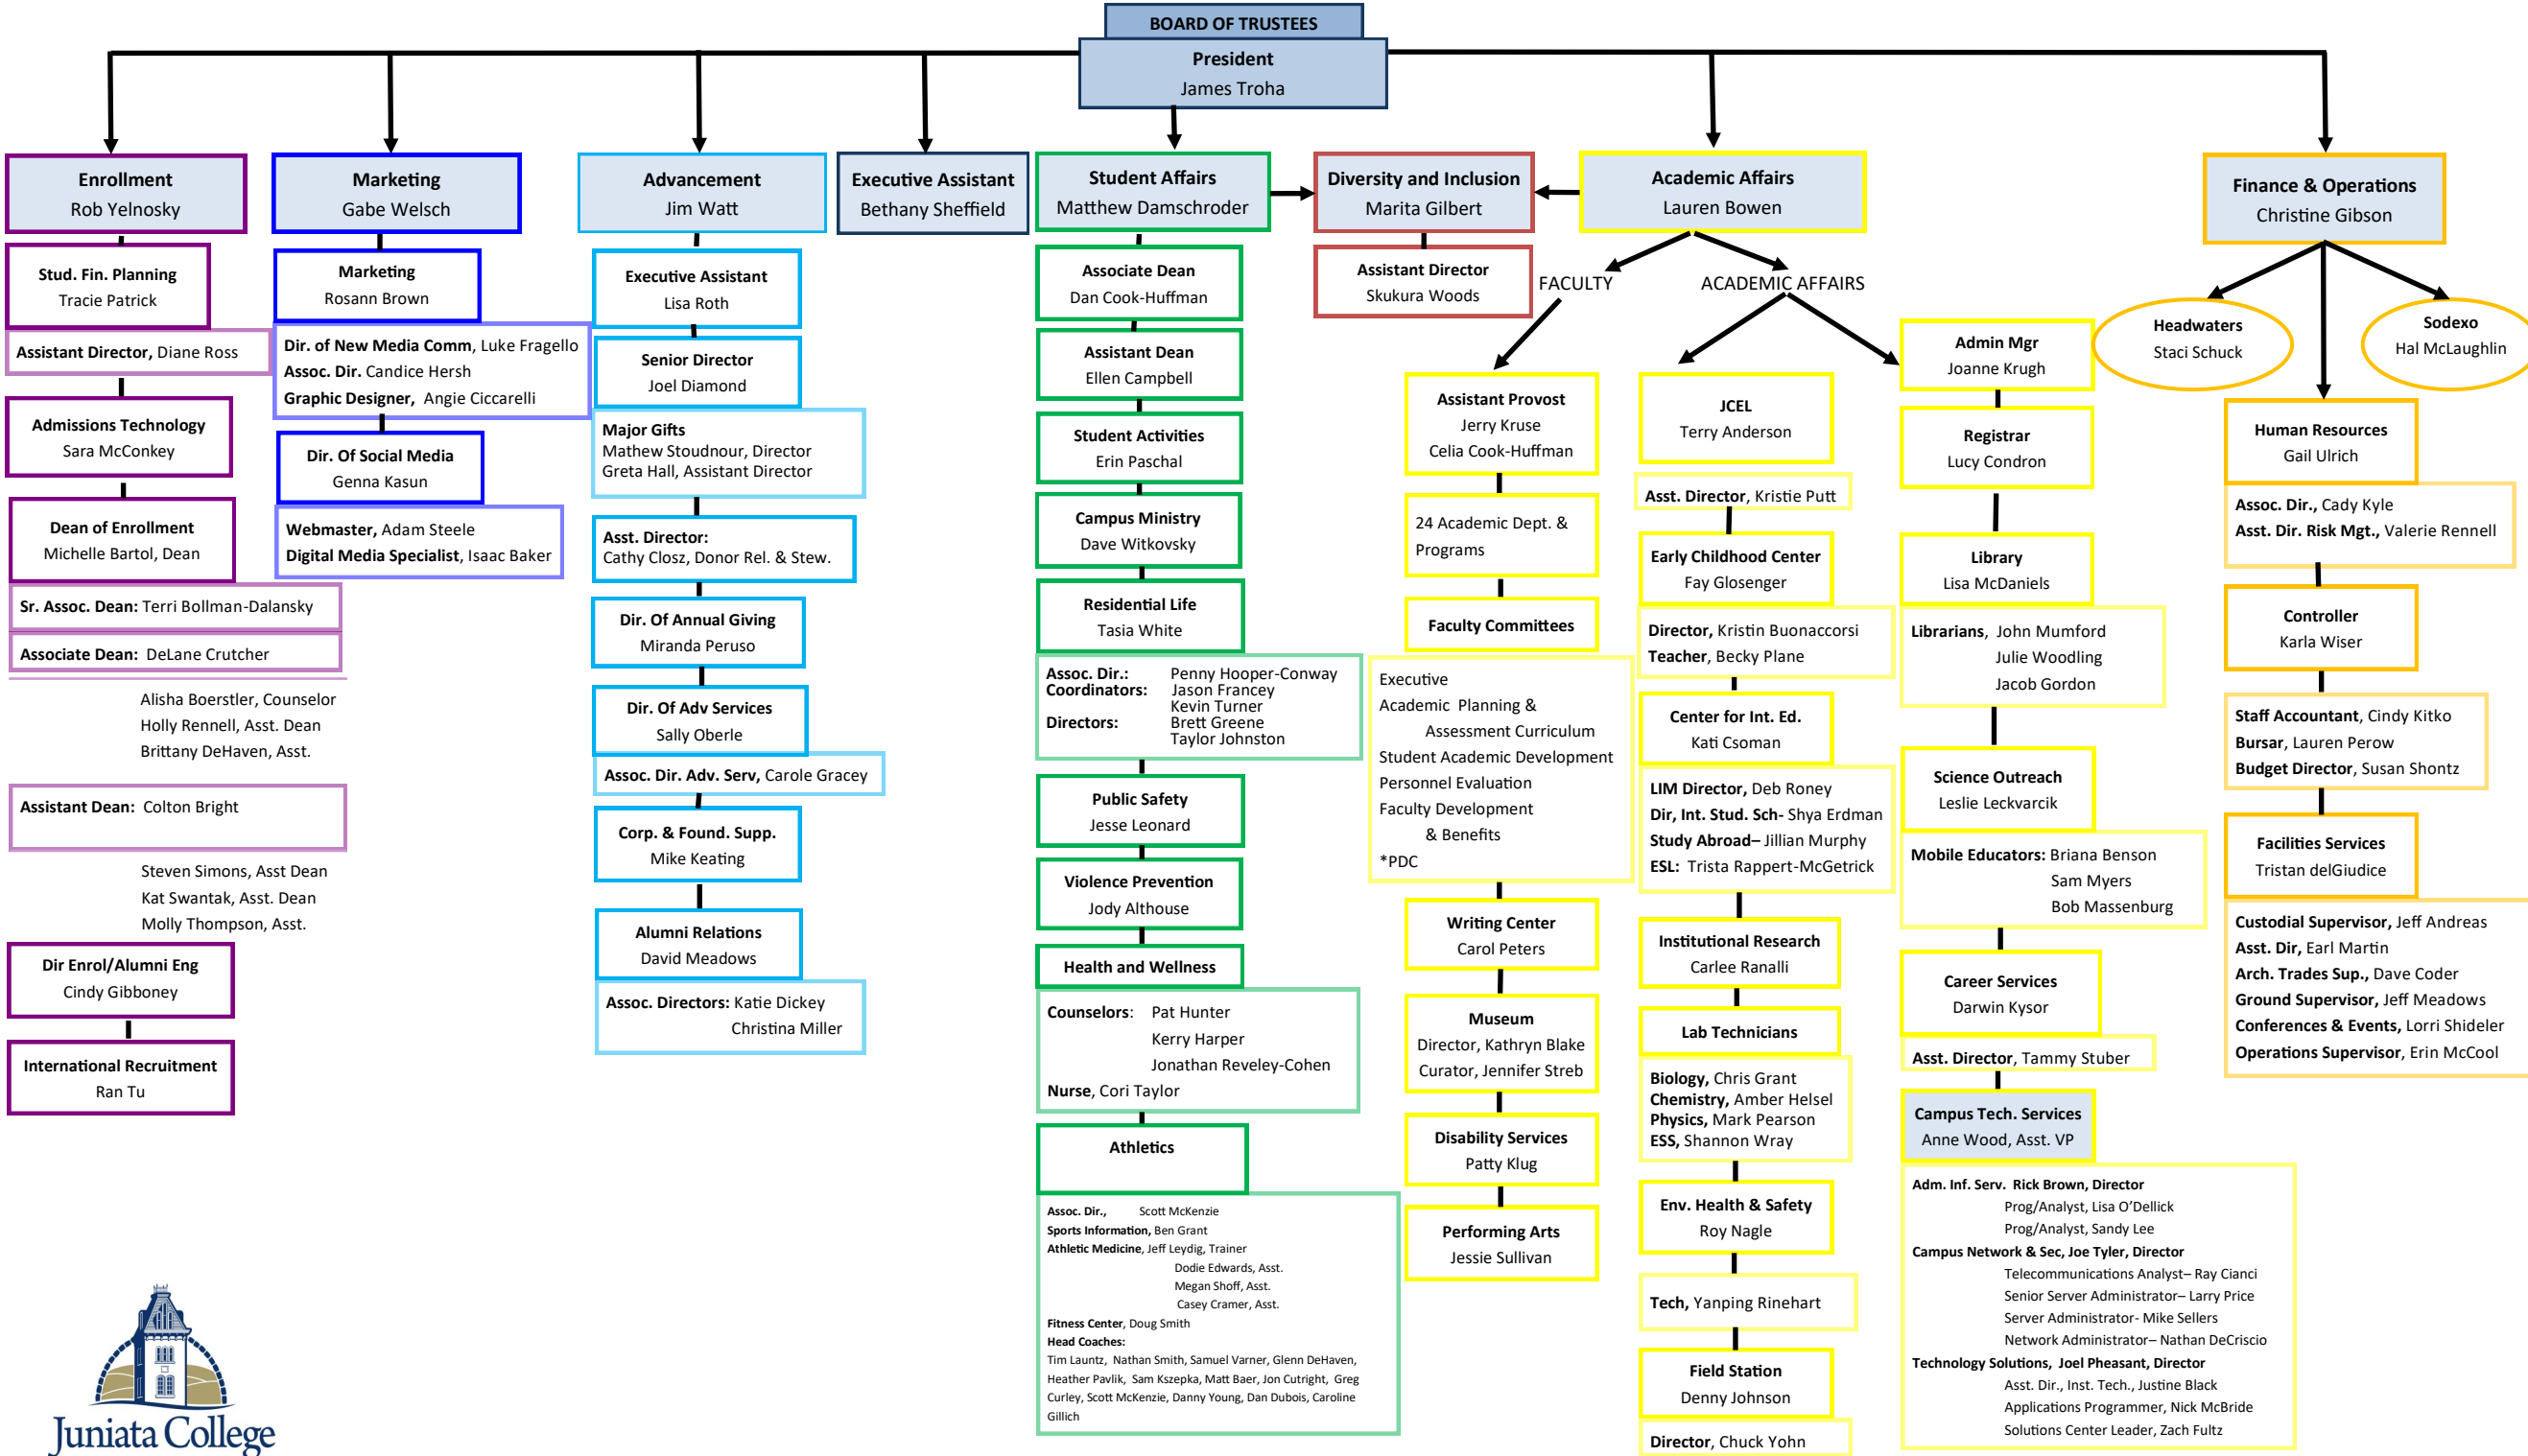 BOARD OF TRUSTEES
President
James Troha
Enrollment
Rob Yelnosky
Stud. Fin. Planning
Tracie Patrick
Assistant Director, Diane Ross
Admissions Technology
Sara McConkey
Dean of Enrollment
Michelle Bartol, Dean
Sr. Assoc. Dean: Terri Bollman-Dalansky
Associate Dean: DeLane Crutcher
Alisha Boerstler, Counselor
Holly Rennell, Asst. Dean
Brittany DeHaven, Asst.
Assistant Dean: Colton Bright
Steven Simons, Asst Dean
Kat Swantak, Asst. Dean
Molly Thompson, Asst.
Dir Enrol/Alumni Eng
Cindy Gibboney
International Recruitment
Ran Tu
Marketing
Gabe Welsch
Marketing
Rosann Brown
Dir. of New Media Comm, Luke Fragello
Assoc. Dir. Candice Hersh
Graphic Designer, Angie Ciccarelli
Dir. Of Social Media
Genna Kasun
Webmaster, Adam Steele
Digital Media Specialist, Isaac Baker
Advancement
Jim Watt
Executive Assistant
Lisa Roth
Senior Director
Joel Diamond
Major Gifts
Mathew Stoudnour, Director
Greta Hall, Assistant Director
Asst. Director:
Cathy Closz, Donor Rel. & Stew.
Dir. Of Annual Giving
Miranda Peruso
Dir. Of Adv Services
Sally Oberle
Assoc. Dir. Adv. Serv, Carole Gracey
Corp. & Found. Supp.
Mike Keating
Alumni Relations
David Meadows
Assoc. Directors: Katie Dickey
Christina Miller
Executive Assistant
Bethany Sheffield
Student Affairs
Matthew Damschroder
Associate Dean
Dan Cook-Huffman
Assistant Dean
Ellen Campbell
Student Activities
Erin Paschal
Campus Ministry
Dave Witkovsky
Residential Life
Tasia White
Assoc. Dir.: Penny Hooper-Conway
Coordinators: Jason Francey
Kevin Turner
Directors: Brett Greene
Taylor Johnston
Public Safety
Jesse Leonard
Violence Prevention
Jody Althouse
Health and Wellness
Counselors: Pat Hunter
Kerry Harper
Jonathan Reveley-Cohen
Nurse, Cori Taylor
Athletics
Assoc. Dir., Scott McKenzie
Sports Information, Ben Grant
Athletic Medicine, Jeff Leydig, Trainer
Dodie Edwards, Asst.
Megan Shoff, Asst.
Casey Cramer, Asst.
Fitness Center, Doug Smith
Head Coaches:
Tim Launtz, Nathan Smith, Samuel Varner, Glenn DeHaven,
Heather Pavlik, Sam Kszepka, Matt Baer, Jon Cutright, Greg
Curley, Scott McKenzie, Danny Young, Dan Dubois, Caroline
Gillich
Diversity and Inclusion
Marita Gilbert
Assistant Director
Skukura Woods
Academic Affairs
Lauren Bowen
FACULTY
ACADEMIC AFFAIRS
Assistant Provost
Jerry Kruse
Celia Cook-Huffman
24 Academic Dept. &
Programs
Faculty Committees
Executive
Academic Planning &
Assessment Curriculum
Student Academic Development
Personnel Evaluation
Faculty Development
& Benefits
*PDC
Writing Center
Carol Peters
Museum
Director, Kathryn Blake
Curator, Jennifer Streb
Disability Services
Patty Klug
Performing Arts
Jessie Sullivan
JCEL
Terry Anderson
Asst. Director, Kristie Putt
Early Childhood Center
Fay Glosenger
Director, Kristin Buonaccorsi
Teacher, Becky Plane
Center for Int. Ed.
Kati Csoman
LIM Director, Deb Roney
Dir, Int. Stud. Sch- Shya Erdman
Study Abroad– Jillian Murphy
ESL: Trista Rappert-McGetrick
Institutional Research
Carlee Ranalli
Lab Technicians
Biology, Chris Grant
Chemistry, Amber Helsel
Physics, Mark Pearson
ESS, Shannon Wray
Env. Health & Safety
Roy Nagle
Tech, Yanping Rinehart
Field Station
Denny Johnson
Director, Chuck Yohn
Admin Mgr
Joanne Krugh
Registrar
Lucy Condron
Library
Lisa McDaniels
Librarians, John Mumford
Julie Woodling
Jacob Gordon
Science Outreach
Leslie Leckvarcik
Mobile Educators: Briana Benson
Sam Myers
Bob Massenburg
Career Services
Darwin Kysor
Asst. Director, Tammy Stuber
Campus Tech. Services
Anne Wood, Asst. VP
Adm. Inf. Serv. Rick Brown, Director
Prog/Analyst, Lisa O’Dellick
Prog/Analyst, Sandy Lee
Campus Network & Sec, Joe Tyler, Director
Telecommunications Analyst– Ray Cianci
Senior Server Administrator– Larry Price
Server Administrator- Mike Sellers
Network Administrator– Nathan DeCriscio
Technology Solutions, Joel Pheasant, Director
Asst. Dir., Inst. Tech., Justine Black
Applications Programmer, Nick McBride
Solutions Center Leader, Zach Fultz
Finance & Operations
Christine Gibson
Headwaters
Staci Schuck
Sodexo
Hal McLaughlin
Human Resources
Gail Ulrich
Assoc. Dir., Cady Kyle
Asst. Dir. Risk Mgt., Valerie Rennell
Controller
Karla Wiser
Staff Accountant, Cindy Kitko
Bursar, Lauren Perow
Budget Director, Susan Shontz
Facilities Services
Tristan delGiudice
Custodial Supervisor, Jeff Andreas
Asst. Dir, Earl Martin
Arch. Trades Sup., Dave Coder
Ground Supervisor, Jeff Meadows
Conferences & Events, Lorri Shideler
Operations Supervisor, Erin McCool
Juniata College